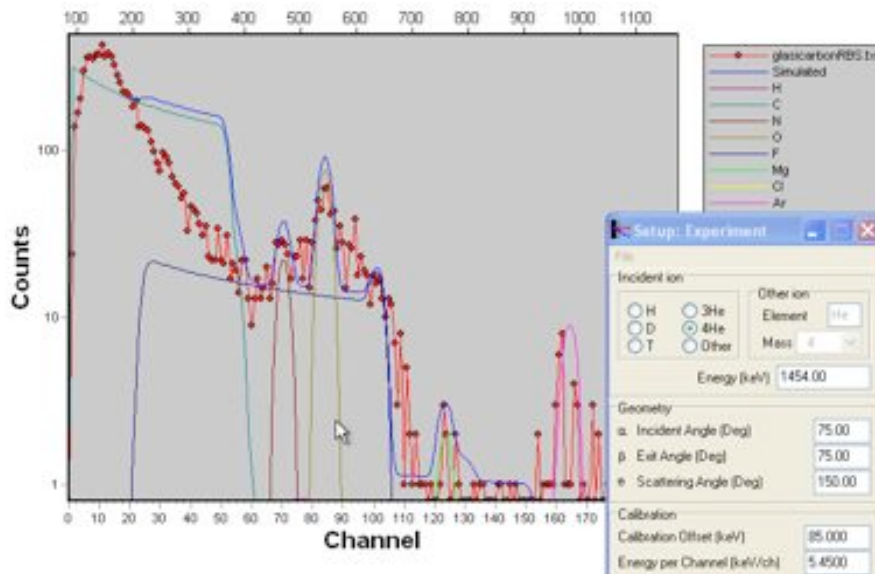 100 200 300 400 500 600 700 800 900 1000 1100
100
10
1
Counts
0 10 20 30 40 50 60 70 80 90 100 110 120 130 140 150 160 170
Channel
Simulated
H
C
N
O
F
Mg
Cl
Ar
Setup: Experiment
File
Incident ion
H 3He
D 4He
T Other
Other ion
Element He
Mass 4
Energy (keV) 1454.00
Geometry
α Incident Angle (Deg) 75.00
β Exit Angle (Deg) 75.00
Scattering Angle (Deg) 150.00
Calibration
Calibration Offset (keV) 85.000
Energy per Channel (keV/ch) 5.4500